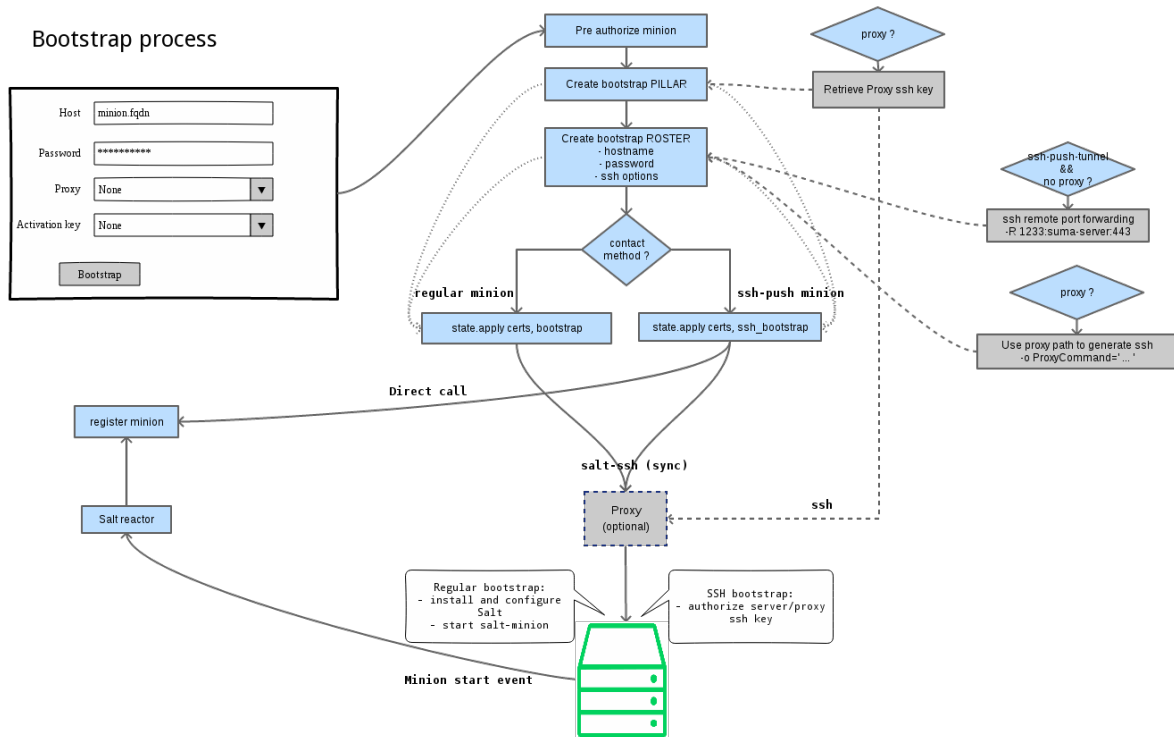 Bootstrap process
Host
minion.fqdn
Password
**********
Proxy
None
Activation key
None
Bootstrap
Pre authorize minion
Create bootstrap PILLAR
Create bootstrap ROSTER
- hostname
- password
- ssh options
contact
method ?
regular minion
ssh-push minion
state.apply certs, bootstrap
state.apply certs, ssh_bootstrap
proxy ?
Retrieve Proxy ssh key
ssh-push-tunnel
&&
no proxy ?
ssh remote port forwarding
-R 1233:suma-server:443
proxy ?
Use proxy path to generate ssh
-o ProxyCommand=' ... '
Direct call
register minion
Salt reactor
salt-ssh (sync)
Proxy
(optional)
ssh
Regular bootstrap:
- install and configure
Salt
- start salt-minion
SSH bootstrap:
- authorize server/proxy
ssh key
Minion start event